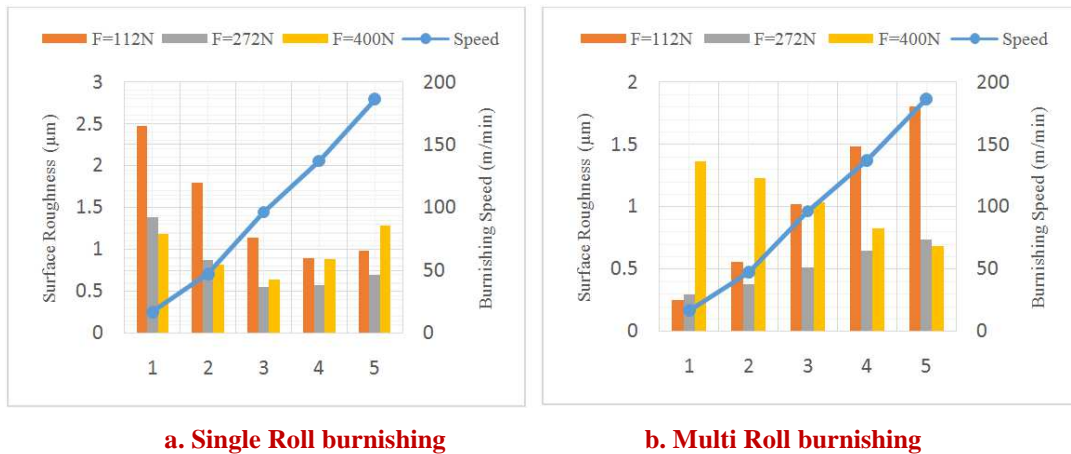 F=112N F=272N F=400N Speed
Surface Roughness (µm)
3
2.5
2
1.5
1
0.5
0
200
150
100
50
0
Burnishing Speed (m/min)
1 2 3 4 5
F=112N F=272N F=400N Speed
Surface Roughness (µm)
2
1.5
1
0.5
0
200
150
100
50
0
Burnishing Speed (m/min)
1 2 3 4 5
a. Single Roll burnishing
b. Multi Roll burnishing